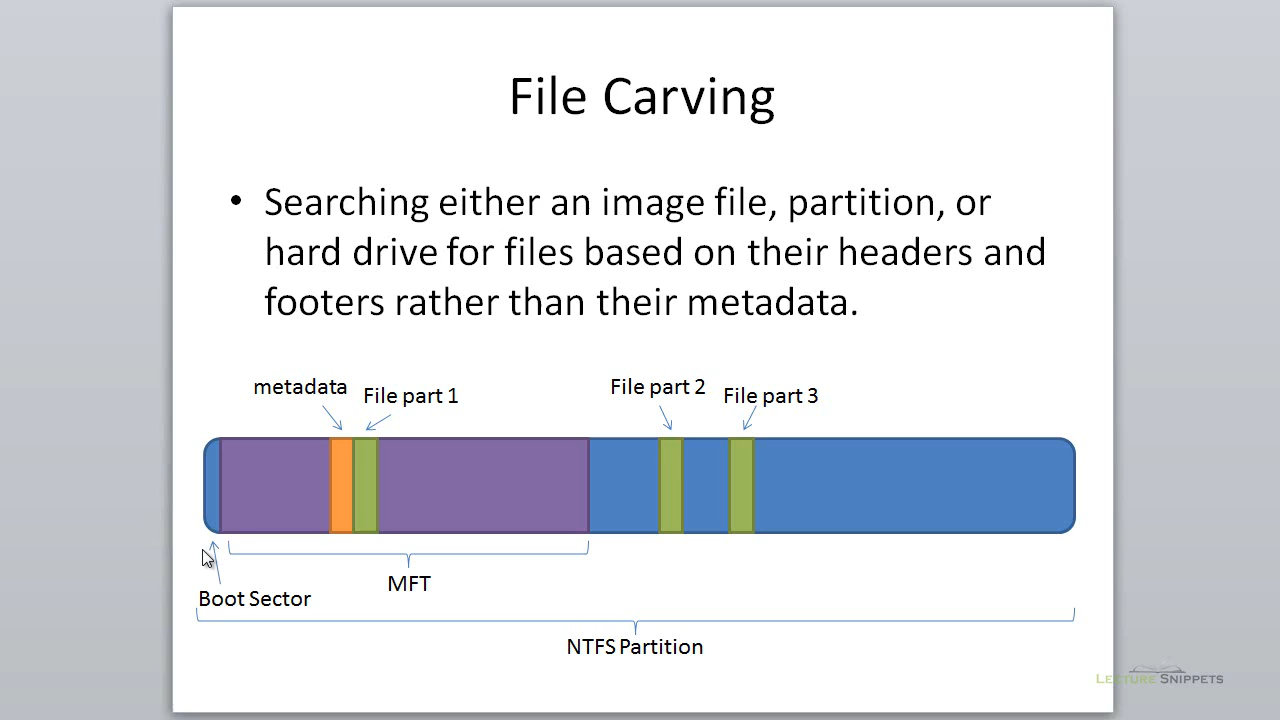 File Carving
• Searching either an image file, partition, or
hard drive for files based on their headers and
footers rather than their metadata.
metadata
File part 1
File part 2
File part 3
MFT
Boot Sector
NTFS Partition
LECTURE SNIPPETS